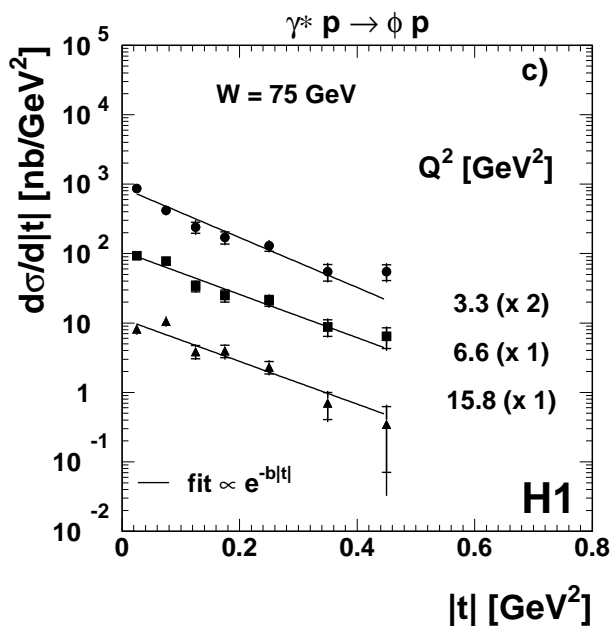 γ* p → ϕ p
c)
W = 75 GeV
Q² [GeV²]
3.3 (x 2)
6.6 (x 1)
15.8 (x 1)
fit ∝ e^-b|t|
H1
dσ/d|t| [nb/GeV²]
10^5
10^4
10^3
10^2
10
1
10^-1
10^-2
0
0.2
0.4
0.6
0.8
|t| [GeV²]